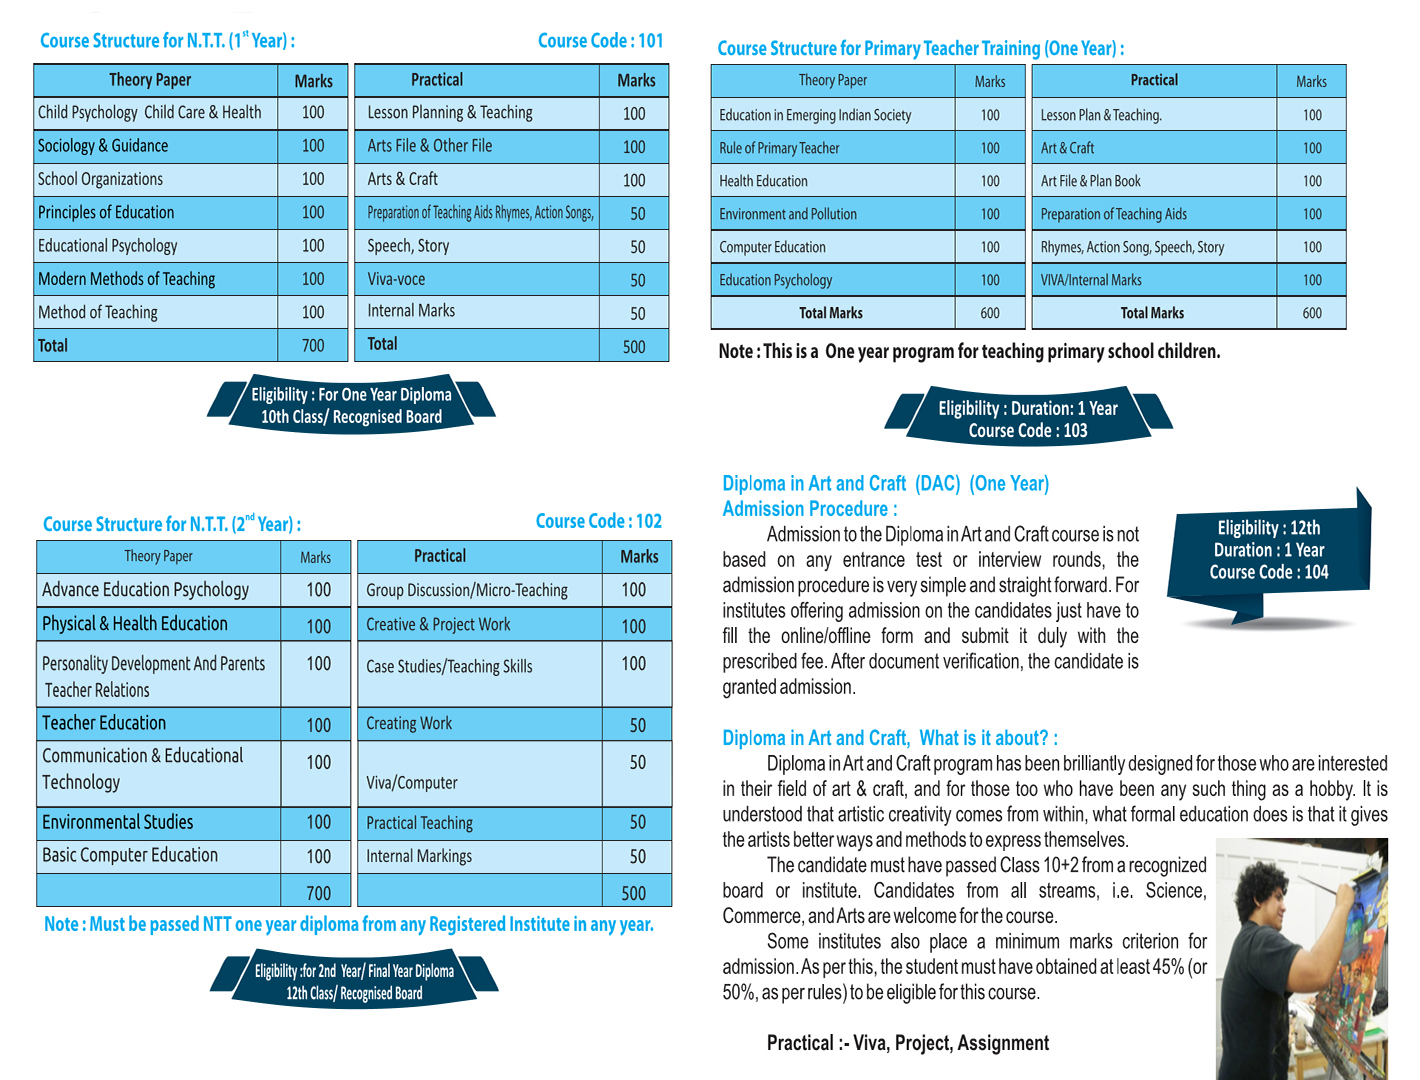 Course Structure for N.T.T. (1st Year) : Course Code : 101
Theory Paper Marks Practical Marks
Child Psychology Child Care & Health 100 Lesson Planning & Teaching 100
Sociology & Guidance 100 Arts File & Other File 100
School Organizations 100 Arts & Craft 100
Principles of Education 100 Preparation of Teaching Aids Rhymes, Action Songs, 50
Educational Psychology 100 Speech, Story 50
Modern Methods of Teaching 100 Viva-voce 50
Method of Teaching 100 Internal Marks 50
Total 700 Total 500
Eligibility : For One Year Diploma
10th Class/ Recognised Board
Course Structure for N.T.T. (2nd Year) : Course Code : 102
Theory Paper Marks Practical Marks
Advance Education Psychology 100 Group Discussion/Micro-Teaching 100
Physical & Health Education 100 Creative & Project Work 100
Personality Development And Parents 100 Case Studies/Teaching Skills 100
Teacher Relations
Teacher Education 100 Creating Work 50
Communication & Educational 100 50
Technology Viva/Computer
Environmental Studies 100 Practical Teaching 50
Basic Computer Education 100 Internal Markings 50
700 500
Note : Must be passed NTT one year diploma from any Registered Institute in any year.
Eligibility :for 2nd Year/ Final Year Diploma
12th Class/ Recognised Board
Course Structure for Primary Teacher Training (One Year) :
Theory Paper Marks Practical Marks
Education in Emerging Indian Society 100 Lesson Plan & Teaching. 100
Rule of Primary Teacher 100 Art & Craft 100
Health Education 100 Art File & Plan Book 100
Environment and Pollution 100 Preparation of Teaching Aids 100
Computer Education 100 Rhymes, Action Song, Speech, Story 100
Education Psychology 100 VIVA/Internal Marks 100
Total Marks 600 Total Marks 600
Note : This is a One year program for teaching primary school children.
Eligibility : Duration: 1 Year
Course Code : 103
Diploma in Art and Craft (DAC) (One Year)
Admission Procedure :
Admission to the Diploma in Art and Craft course is not
based on any entrance test or interview rounds, the
admission procedure is very simple and straight forward. For
institutes offering admission on the candidates just have to
fill the online/offline form and submit it duly with the
prescribed fee. After document verification, the candidate is
granted admission.
Eligibility : 12th
Duration : 1 Year
Course Code : 104
Diploma in Art and Craft, What is it about? :
Diploma in Art and Craft program has been brilliantly designed for those who are interested
in their field of art & craft, and for those too who have been any such thing as a hobby. It is
understood that artistic creativity comes from within, what formal education does is that it gives
the artists better ways and methods to express themselves.
The candidate must have passed Class 10+2 from a recognized
board or institute. Candidates from all streams, i.e. Science,
Commerce, and Arts are welcome for the course.
Some institutes also place a minimum marks criterion for
admission. As per this, the student must have obtained at least 45% (or
50%, as per rules) to be eligible for this course.
Practical :- Viva, Project, Assignment